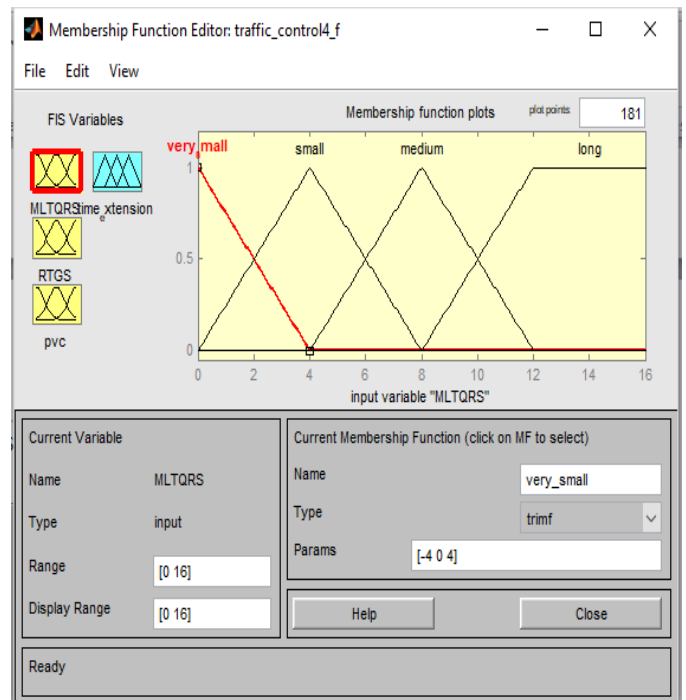 Membership Function Editor: traffic_control4_f
File Edit View
FIS Variables
Membership function plots
plot points:
181
MLTQRS
time_extension
RTGS
pvc
very_small
small
medium
long
1
0.5
0
0 2 4 6 8 10 12 14 16
input variable "MLTQRS"
Current Variable
Name MLTQRS
Type input
Range [0 16]
Display Range [0 16]
Current Membership Function (click on MF to select)
Name very_small
Type trimf
Params [-4 0 4]
Help Close
Ready